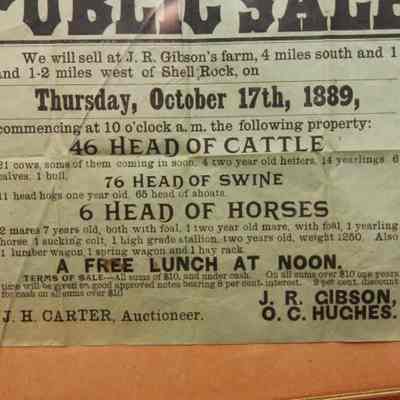 PUBLIC SALE
We will sell at J. R. Gibson's farm, 4 miles south and 1
and 1-2 miles west of Shell Rock, on
Thursday, October 17th, 1889,
commencing at 10 o'clock a. m. the following property:
46 HEAD OF CATTLE
21 cows, some of them coming in soon, 4 two year old heifers, 14 yearlings, 6
calves, 1 bull.
76 HEAD OF SWINE
11 head hogs one year old. 65 head of shoats.
6 HEAD OF HORSES
2 mares 7 years old, both with foal, 1 two year old mare, with foal, 1 yearling
horse 1 sucking colt, 1 high grade stallion, two years old, weight 1250. Also
1 lumber wagon, 1 spring wagon and 1 hay rack.
A FREE LUNCH AT NOON.
TERMS OF SALE—All sums of $10, and under cash. On all sums over $10 one years
time will be given on good approved notes bearing 8 per cent. interest. 2 per cent. discount
for cash on all sums over $10
J. R. GIBSON,
O. C. HUGHES.
J. H. CARTER, Auctioneer.